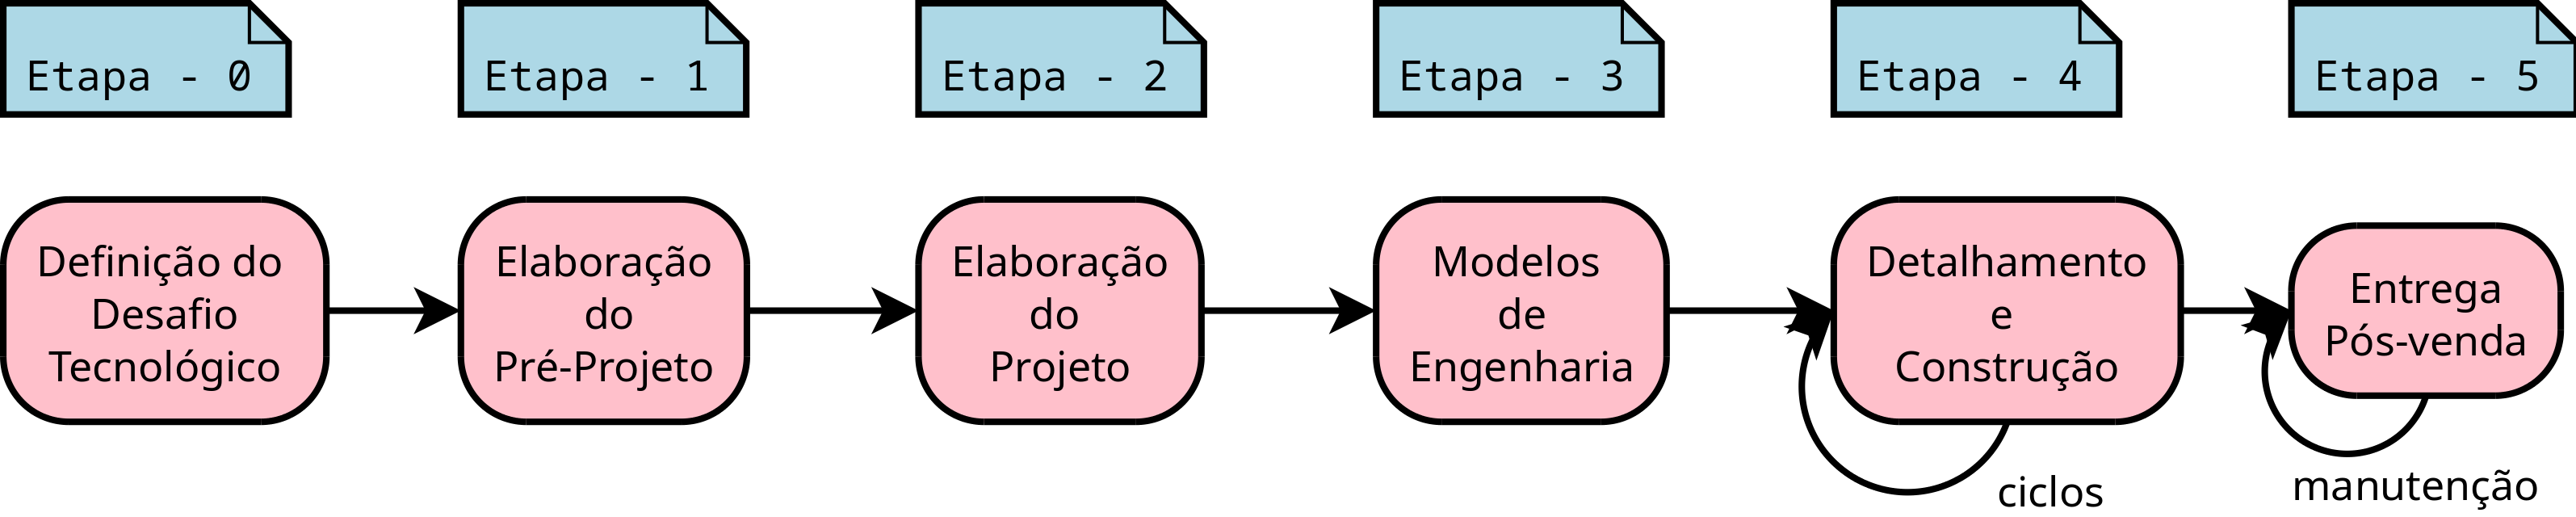 Etapa - 0
Etapa - 1
Etapa - 2
Etapa - 3
Etapa - 4
Etapa - 5
Definição do
Desafio
Tecnológico
Elaboração
do
Pré-Projeto
Elaboração
do
Projeto
Modelos
de
Engenharia
Detalhamento
e
Construção
Entrega
Pós-venda
ciclos
manutenção